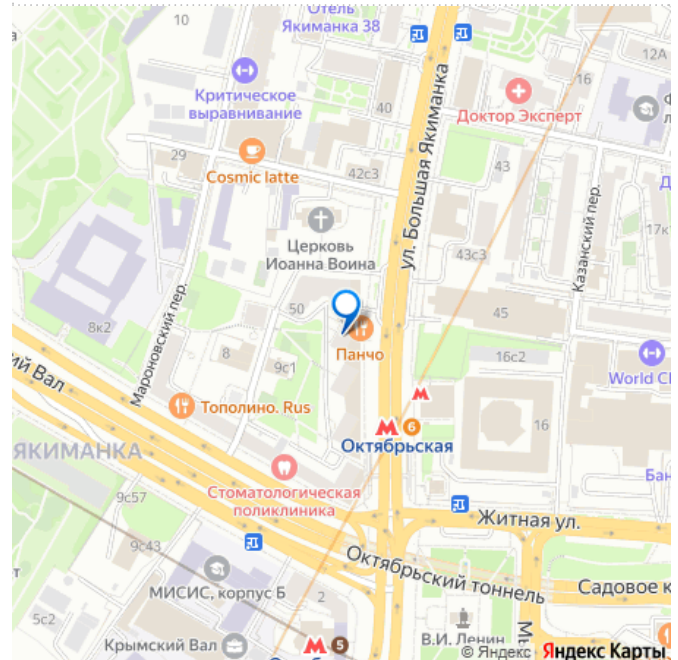 10
Отель
Якиманка 38
12А
16
Критическое
выравнивание
40
Доктор Эксперт
ул. Большая Якиманка
29
Cosmic latte
42с3
43
Казанский пер.
17к
Церковь
Иоанна Воина
43с3
Мароновский пер.
50
45
8к2
8
9с1
Панчо
16с2
World Cl
ий Вал
Тополино. Rus
6
Октябрьская
16
ЯКИМАНКА
Стоматологическая
поликлиника
Бан
9с57
Житная ул.
9с43
Октябрьский тоннель
Садовое к
МИСИС, корпус Б
2
5с2
Крымский Вал
5
В.И. Ленин
© Яндекс Яндекс Карты